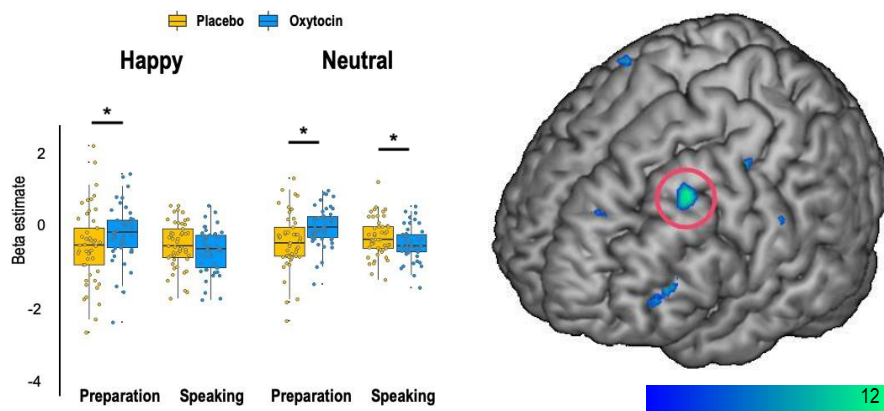 Placebo Oxytocin
Happy Neutral
* * *
Beta estimate
2
0
-2
-4
Preparation Speaking Preparation Speaking
12